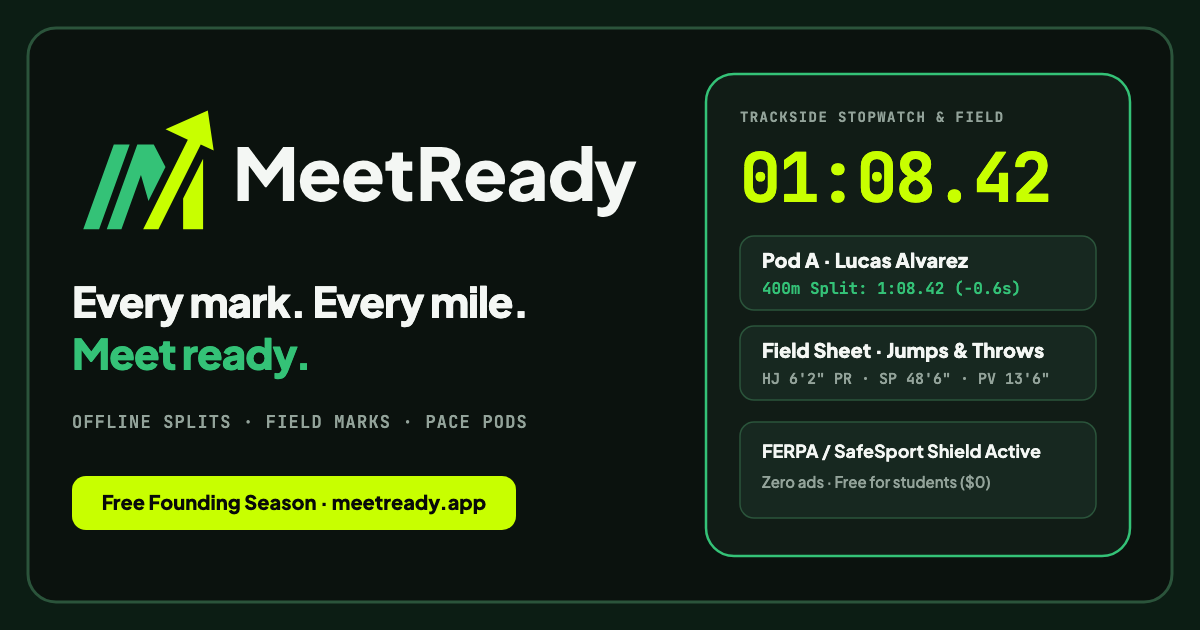 MeetReady
Every mark. Every mile.
Meet ready.
OFFLINE SPLITS · FIELD MARKS · PACE PODS
Free Founding Season · meetready.app
TRACKSIDE STOPWATCH & FIELD
01:08.42
Pod A · Lucas Alvarez
400m Split: 1:08.42 (-0.6s)
Field Sheet · Jumps & Throws
HJ 6'2" PR · SP 48'6" · PV 13'6"
FERPA / SafeSport Shield Active
Zero ads · Free for students ($0)